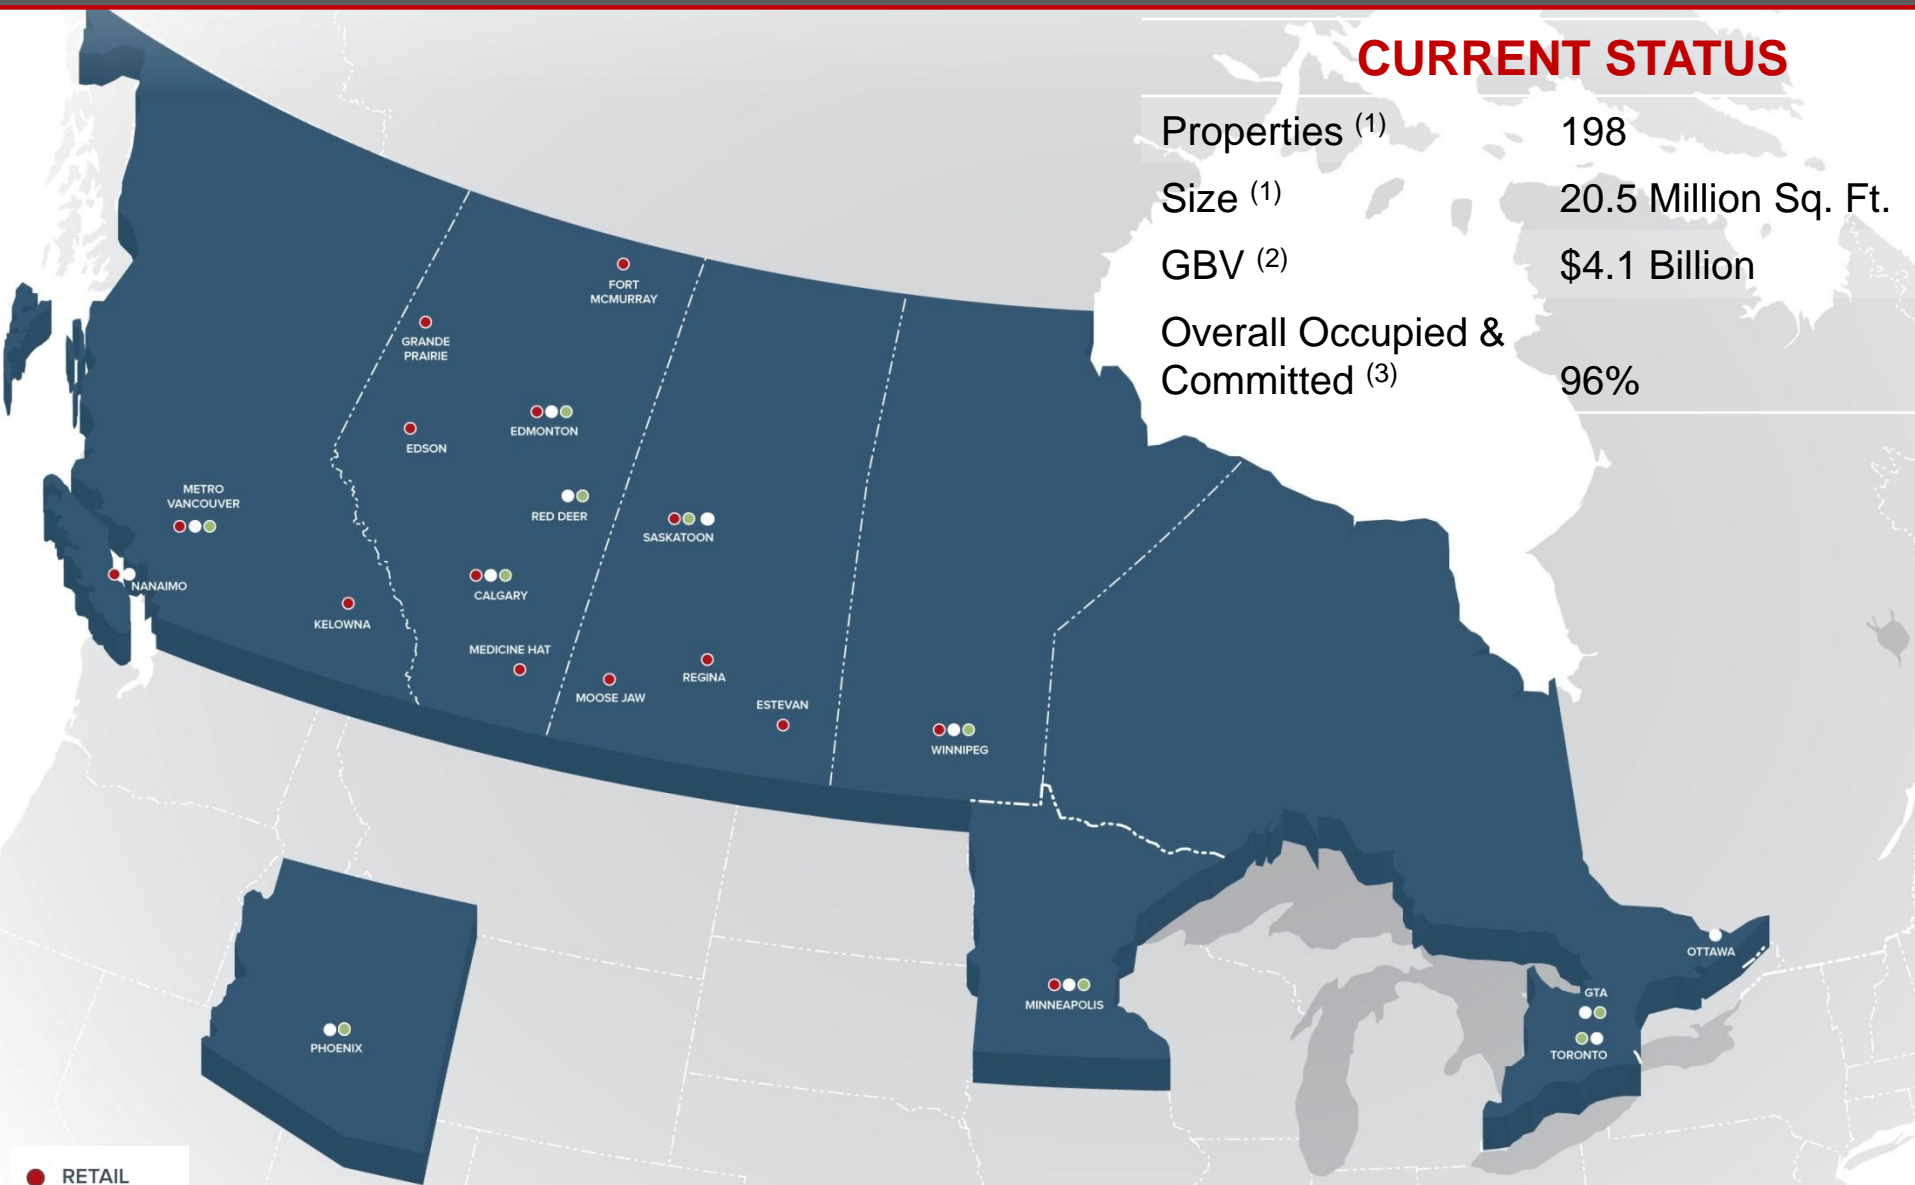 CURRENT STATUS
Properties (1) 198
Size (1) 20.5 Million Sq. Ft.
GBV (2) $4.1 Billion
Overall Occupied &
Committed (3) 96%
FORT
MCMURRAY
GRANDE
PRAIRIE
EDMONTON
EDSON
METRO
VANCOUVER
RED DEER
SASKATOON
NANAIMO
CALGARY
KELOWNA
MEDICINE HAT
MOOSE JAW
REGINA
ESTEVAN
WINNIPEG
OTTAWA
MINNEAPOLIS
GTA
PHOENIX
TORONTO
RETAIL